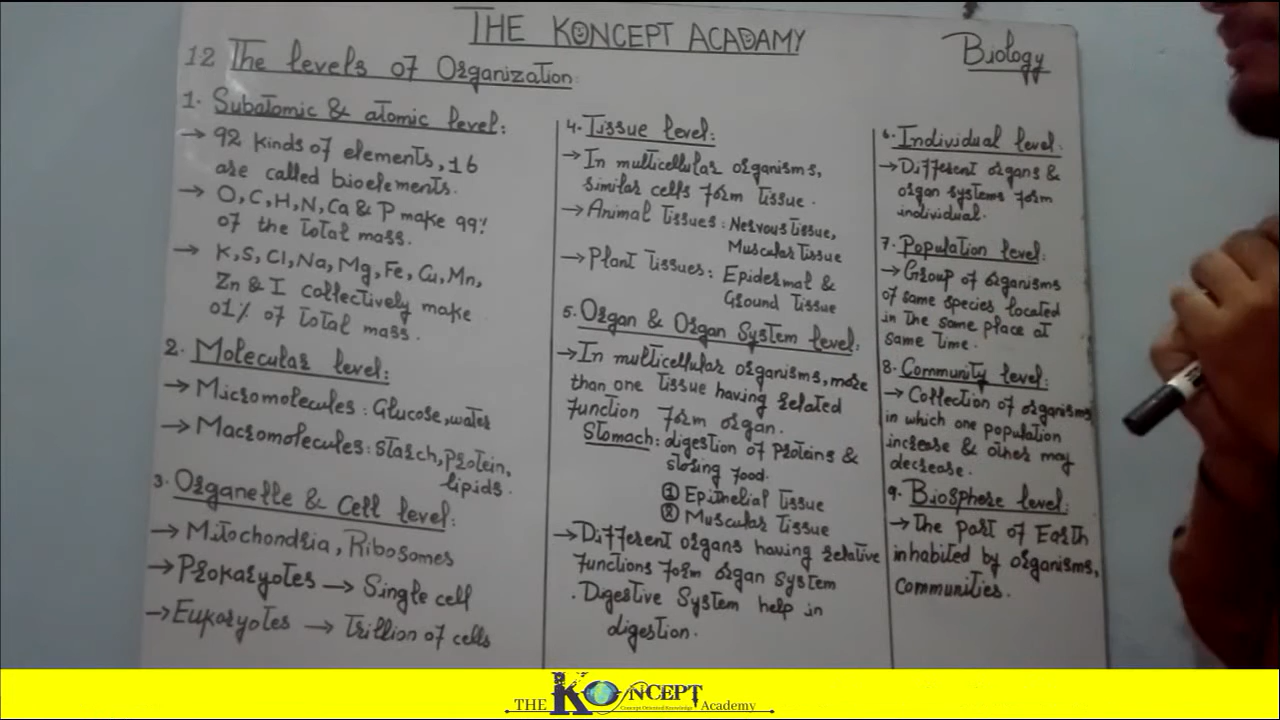 THE KONCEPT ACADAMY
Biology
12 The levels of Organization:
1. Subatomic & atomic level:
→ 92 kinds of elements, 16
are called bioelements.
→ O, C, H, N, Ca & P make 99%
of the total mass.
→ K, S, Cl, Na, Mg, Fe, Cu, Mn,
Zn & I collectively make
01% of total mass.
2. Molecular level:
→ Micromolecules: Glucose, water
→ Macromolecules: Starch, protein,
lipids.
3. Organelle & Cell level:
→ Mitochondria, Ribosomes
→ Prokaryotes → Single cell
→ Eukaryotes → Trillion of cells
4. Tissue level:
→ In multicellular organisms,
similar cells form tissue.
→ Animal tissues: Nervous tissue,
Muscular tissue
→ Plant tissues: Epidermal &
Ground tissue
5. Organ & Organ System level:
→ In multicellular organisms, more
than one tissue having related
function form organ.
Stomach: digestion of proteins &
storing food.
① Epithelial tissue
② Muscular tissue
→ Different organs having relative
functions form organ system
. Digestive System help in
digestion.
6. Individual level:
→ Different organs &
organ systems form
individual.
7. Population level:
→ Group of organisms
of same species located
in the same place at
same time.
8. Community level:
→ Collection of organisms
in which one population
increase & other may
decrease.
9. Biosphere level:
→ The part of Earth
inhabited by organisms,
communities.
THE KONCEPT Academy
Concept Oriented Knowledge